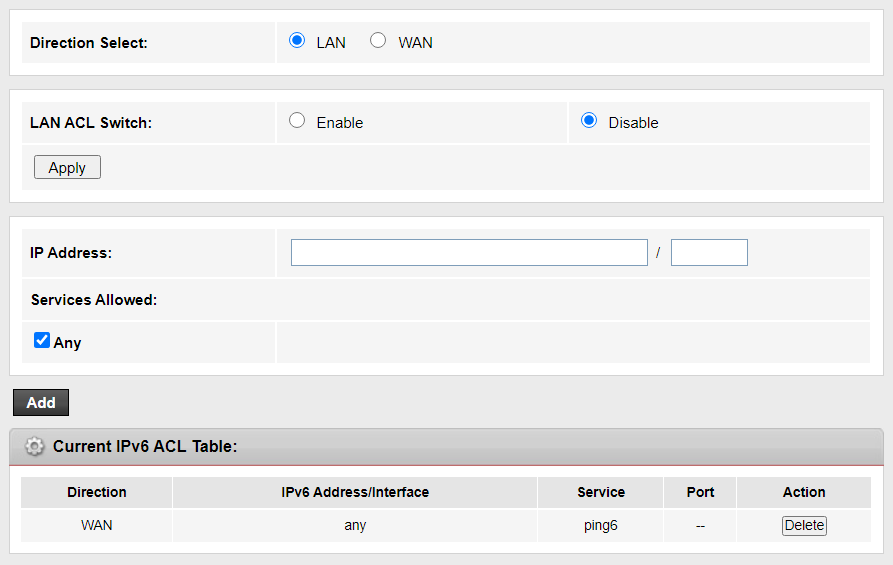 Direction Select: LAN WAN
LAN ACL Switch: Enable Disable
Apply
IP Address: /
Services Allowed:
Any
Add
Current IPv6 ACL Table:
Direction IPv6 Address/Interface Service Port Action
WAN any ping6 -- Delete